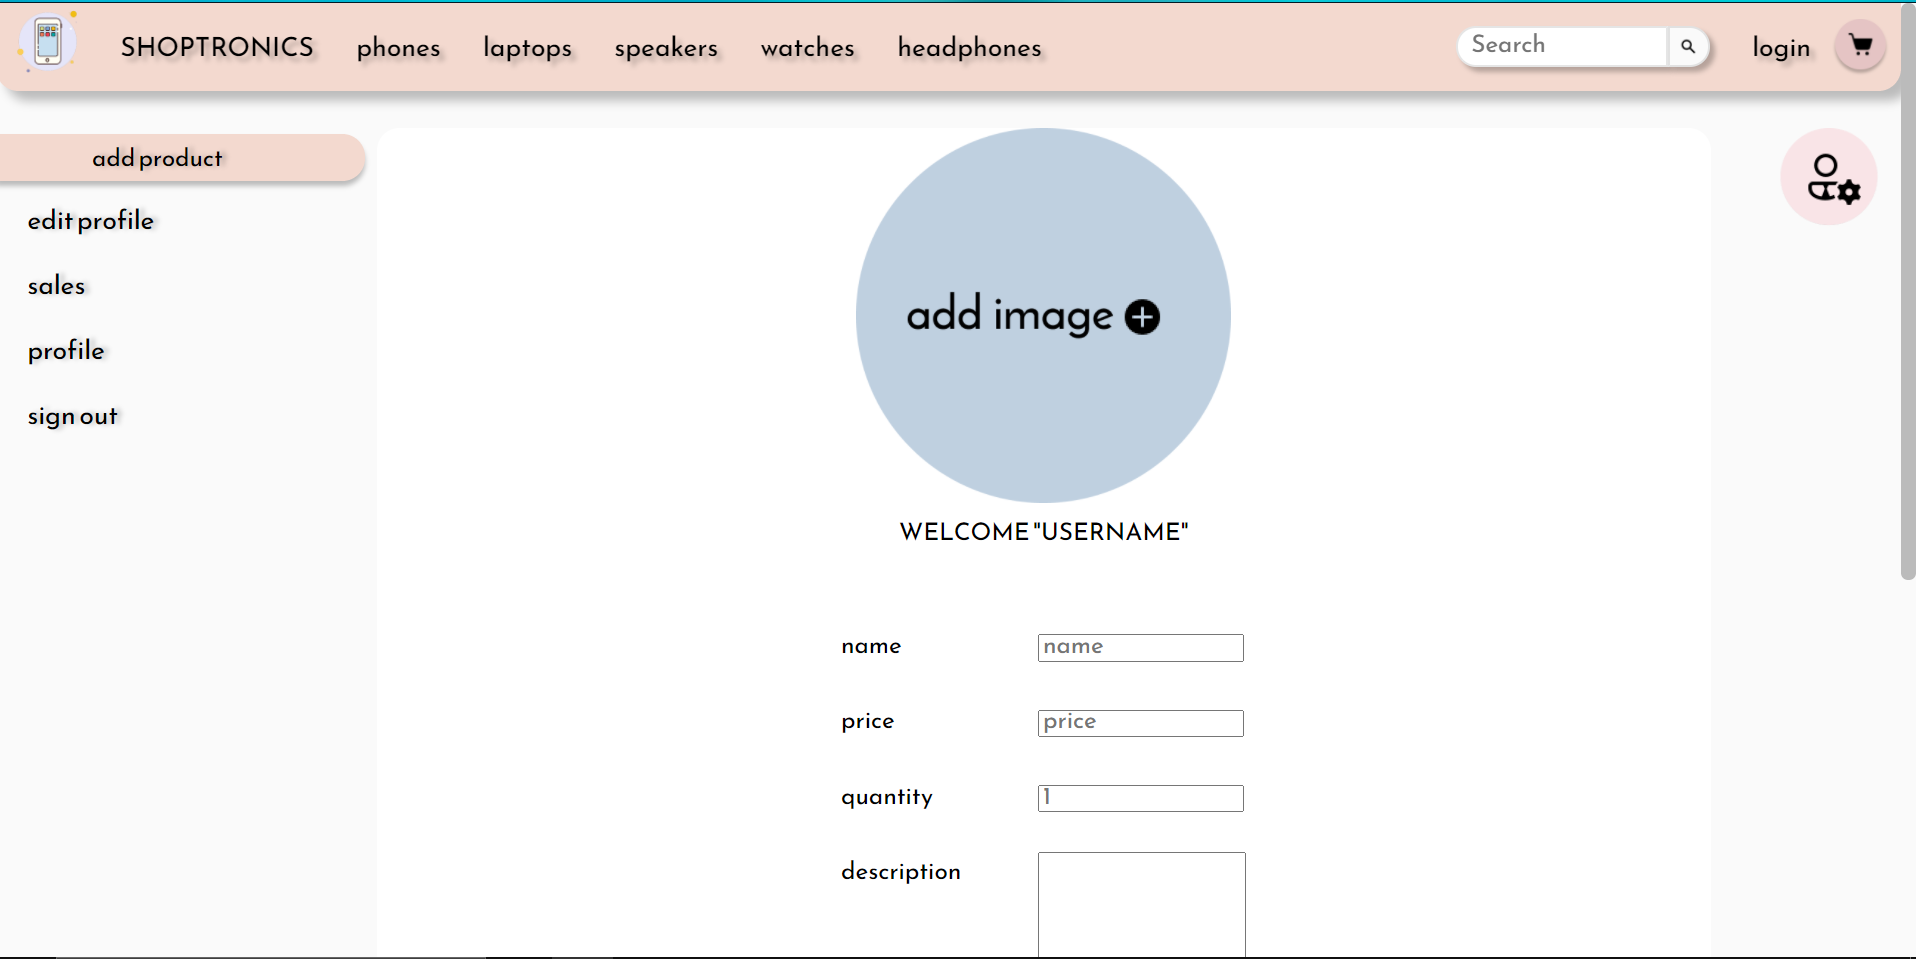 SHOPTRONICS phones laptops speakers watches headphones Search login
add product
edit profile
sales
profile
sign out
add image
WELCOME "USERNAME"
name name
price price
quantity 1
description